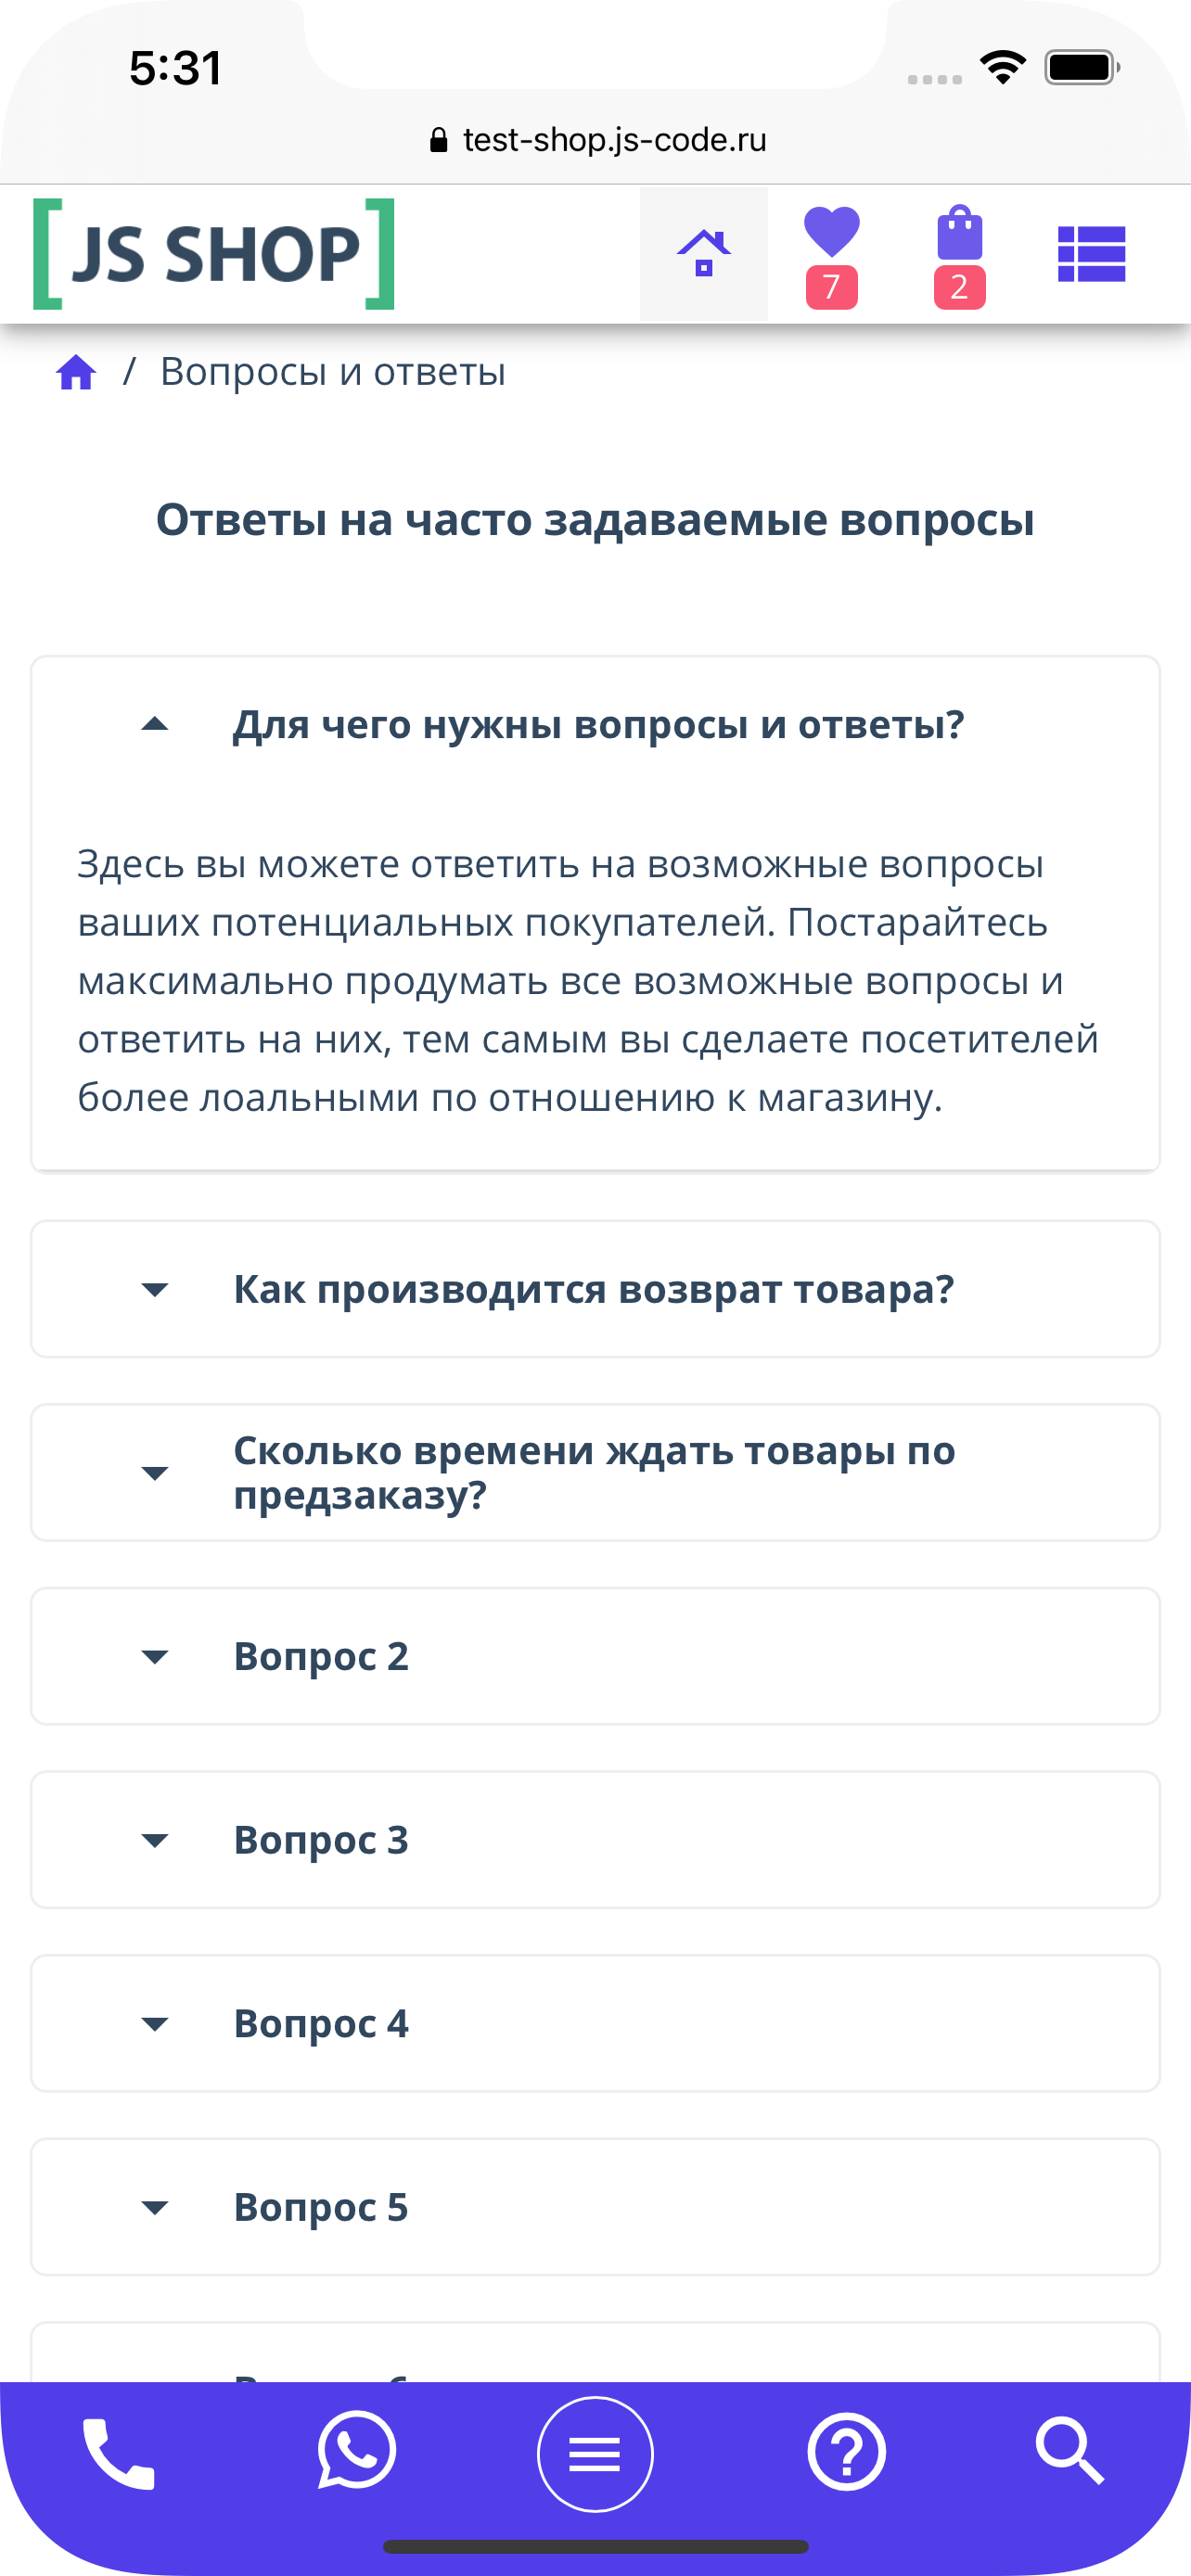 5:31
test-shop.js-code.ru
[JS SHOP]
7
2
/ Вопросы и ответы
Ответы на часто задаваемые вопросы
Для чего нужны вопросы и ответы?
Здесь вы можете ответить на возможные вопросы
ваших потенциальных покупателей. Постарайтесь
максимально продумать все возможные вопросы и
ответить на них, тем самым вы сделаете посетителей
более лоальными по отношению к магазину.
Как производится возврат товара?
Сколько времени ждать товары по
предзаказу?
Вопрос 2
Вопрос 3
Вопрос 4
Вопрос 5